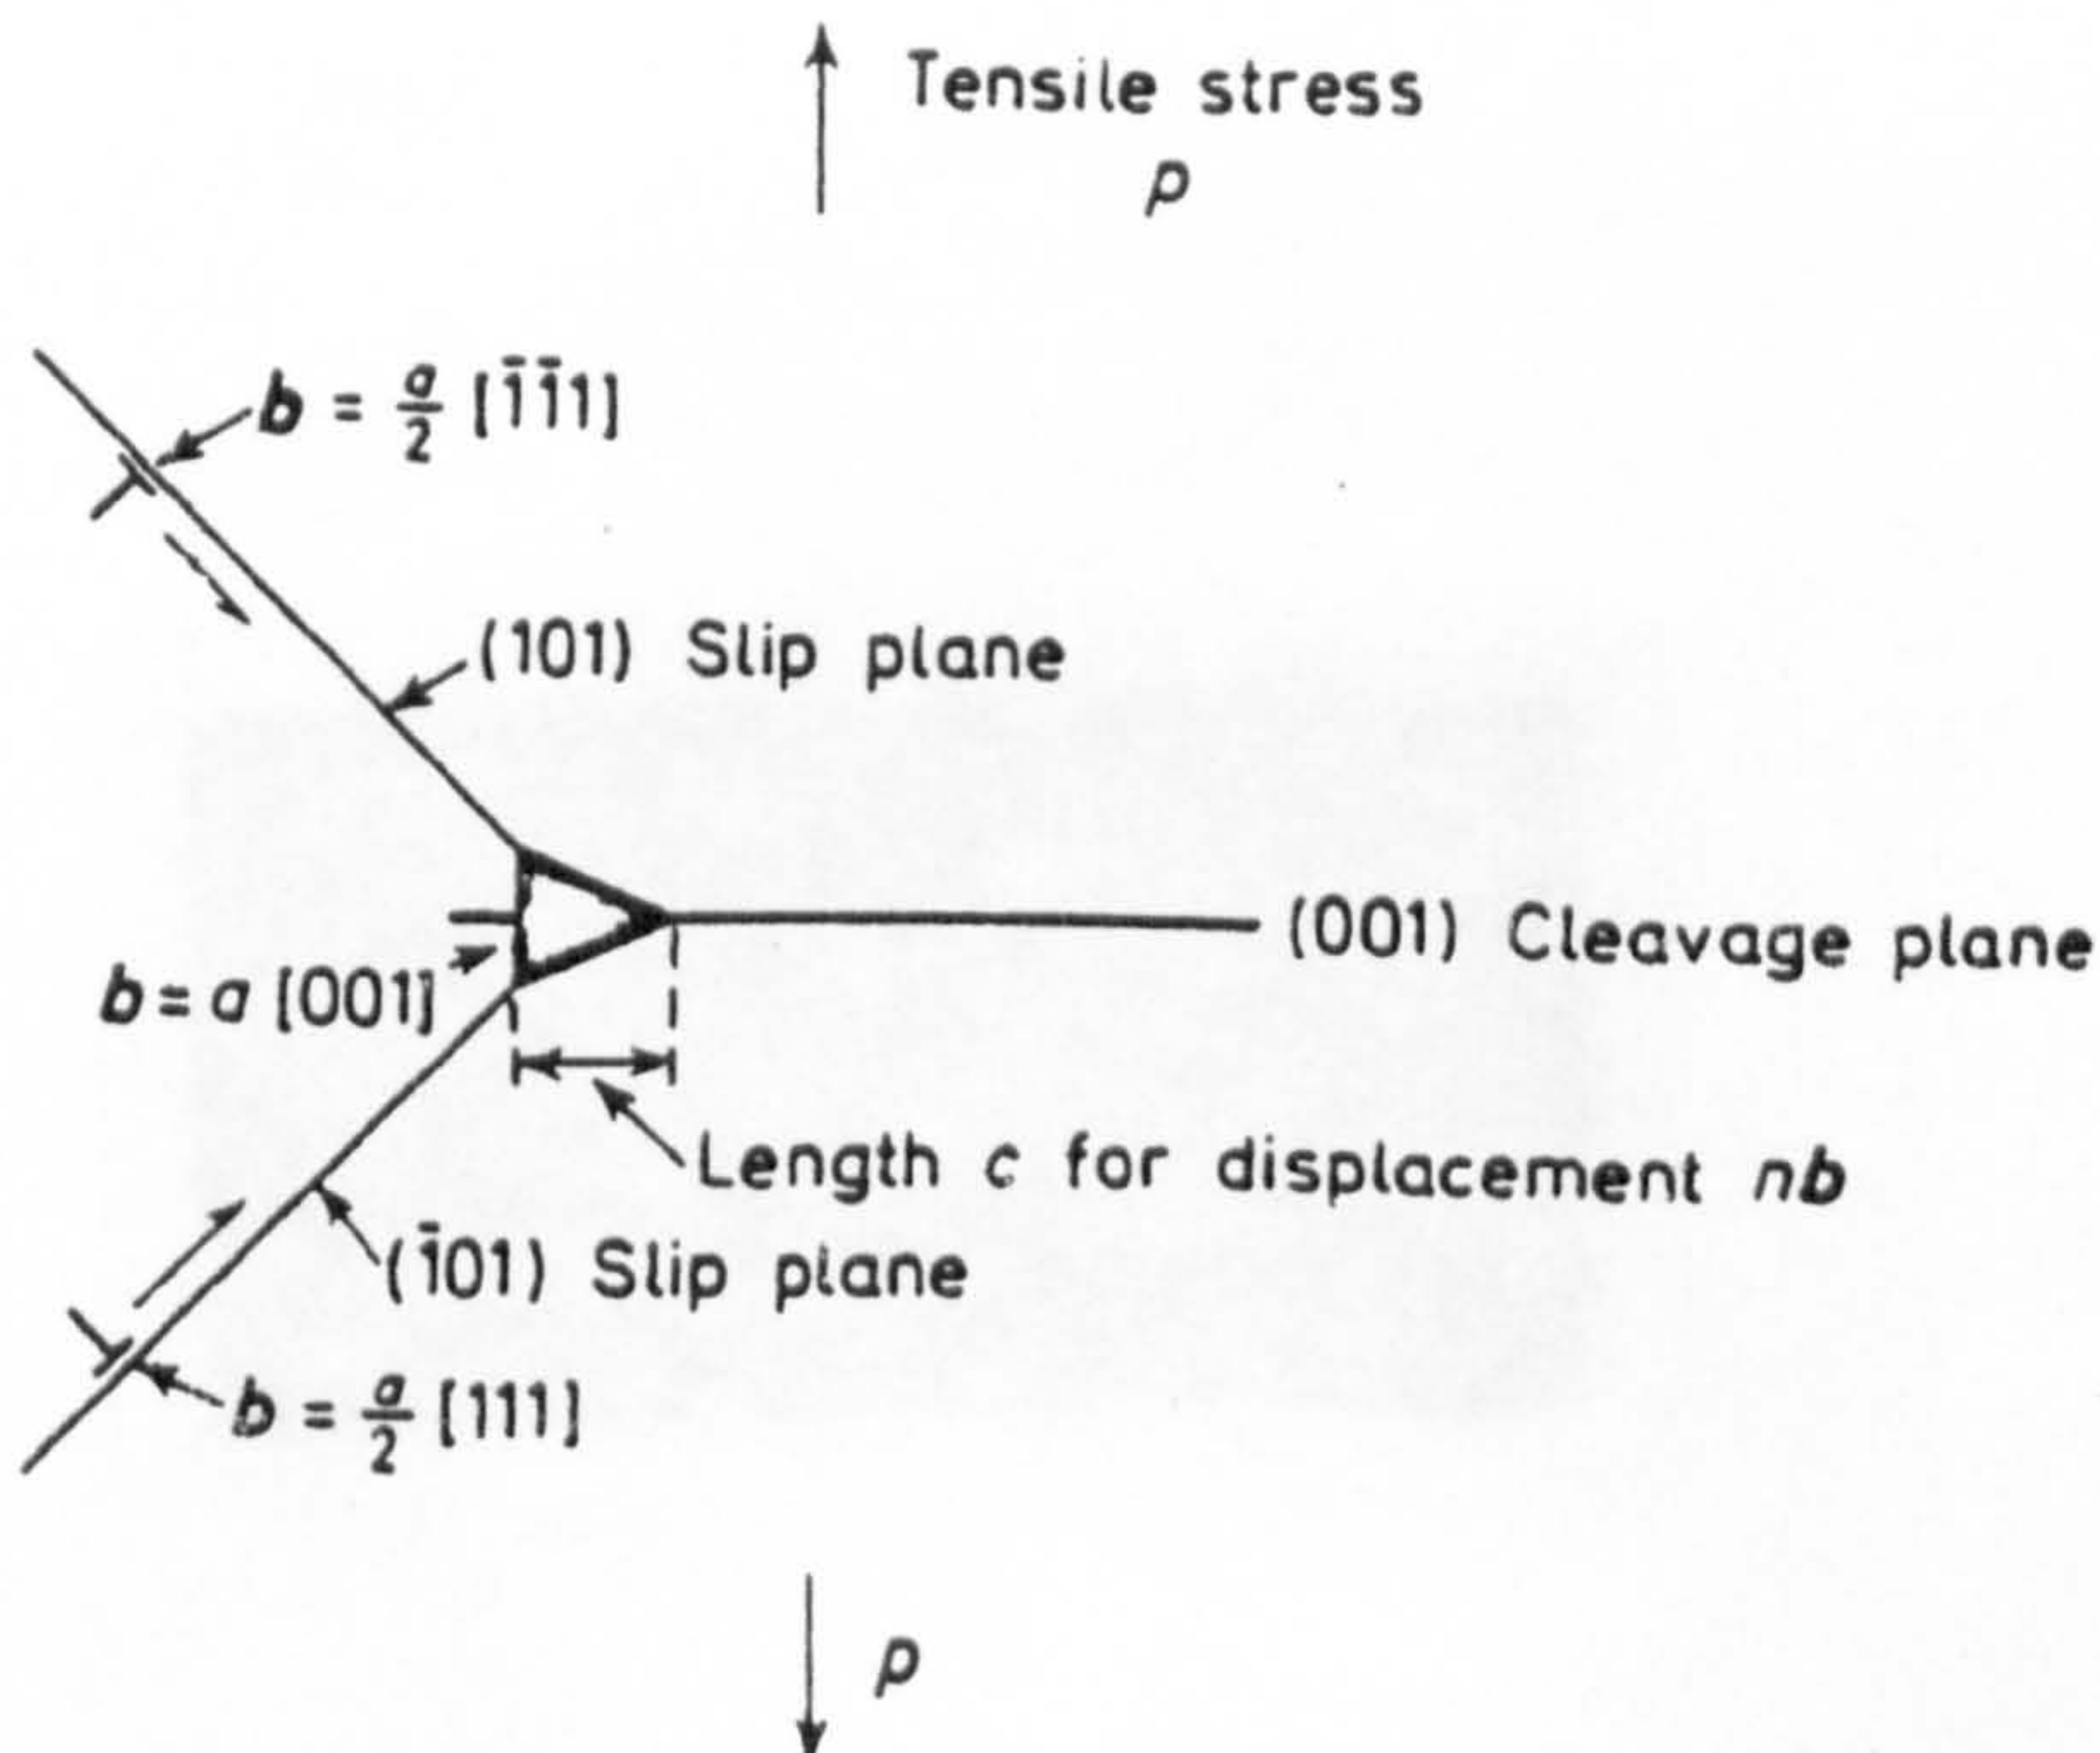 Tensile stress
p
b = a/2 [1̄1̄1]
(101) Slip plane
(001) Cleavage plane
b = a [001]
Length c for displacement nb
(1̄01) Slip plane
b = a/2 [111]
p